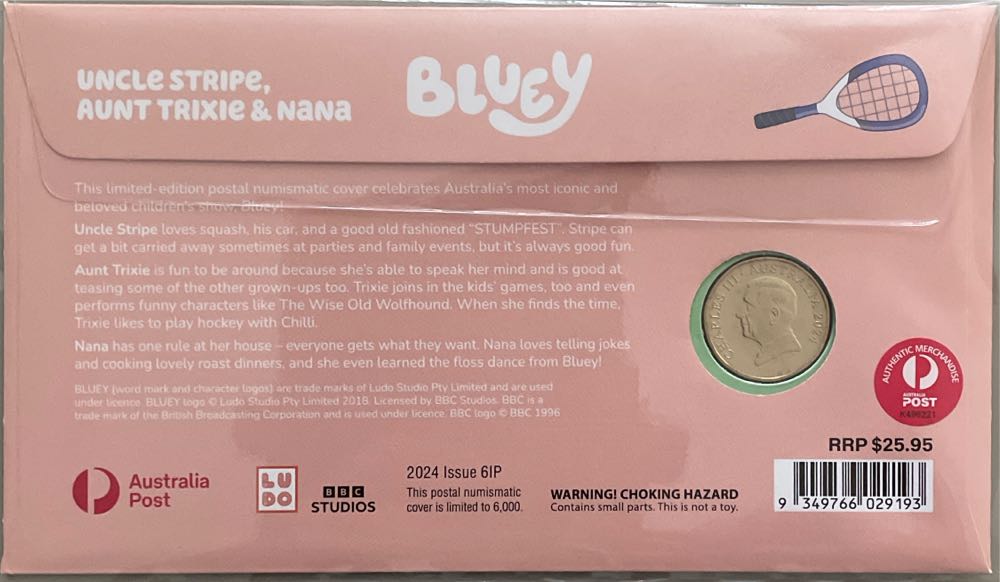 UNCLE STRIPE,
AUNT TRIXIE & NANA
BLUEY
This limited-edition postal numismatic cover celebrates Australia's most iconic and
beloved children's show, Bluey!
Uncle Stripe loves squash, his car, and a good old fashioned “STUMPFEST”. Stripe can
get a bit carried away sometimes at parties and family events, but it's always good fun.
Aunt Trixie is fun to be around because she's able to speak her mind and is good at
teasing some of the other grown-ups too. Trixie joins in the kids' games, too and even
performs funny characters like The Wise Old Wolfhound. When she finds the time,
Trixie likes to play hockey with Chilli.
Nana has one rule at her house – everyone gets what they want. Nana loves telling jokes
and cooking lovely roast dinners, and she even learned the floss dance from Bluey!
BLUEY (word mark and character logos) are trade marks of Ludo Studio Pty Limited and are used
under licence. BLUEY logo © Ludo Studio Pty Limited 2018. Licensed by BBC Studios. BBC is a
trade mark of the British Broadcasting Corporation and is used under licence. BBC logo © BBC 1996
CHARLES III · AUSTRALIA 2024
AUTHENTIC MERCHANDISE
AUSTRALIA
POST
K496221
RRP $25.95
Australia
Post
LU
DO
BBC
STUDIOS
2024 Issue 6IP
This postal numismatic
cover is limited to 6,000.
WARNING! CHOKING HAZARD
Contains small parts. This is not a toy.
9 349766 029193